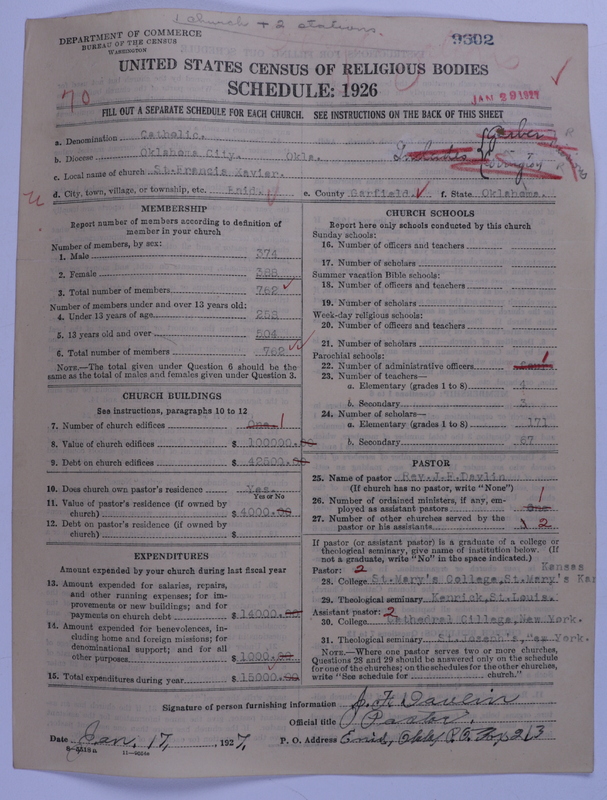 1 church + 2 stations.
DEPARTMENT OF COMMERCE
BUREAU OF THE CENSUS
WASHINGTON
9302
UNITED STATES CENSUS OF RELIGIOUS BODIES
SCHEDULE: 1926
JAN 29 1927
70
FILL OUT A SEPARATE SCHEDULE FOR EACH CHURCH. SEE INSTRUCTIONS ON THE BACK OF THIS SHEET
a. Denomination Catholic.
b. Diocese Oklahoma City. Okla.
Includes { Garber R
Covington R
c. Local name of church St. Francis Xavier.
d. City, town, village, or township, etc. Enid. e. County Garfield. f. State Oklahoma.
MEMBERSHIP
Report number of members according to definition of
member in your church
Number of members, by sex:
1. Male 374
2. Female 388
3. Total number of members 762
Number of members under and over 13 years old:
4. Under 13 years of age 258
5. 13 years old and over 504
6. Total number of members 762
NOTE.—The total given under Question 6 should be the
same as the total of males and females given under Question 3.
CHURCH BUILDINGS
See instructions, paragraphs 10 to 12
7. Number of church edifices One. 1
8. Value of church edifices $ 100000.00
9. Debt on church edifices $ 42500.00
10. Does church own pastor's residence Yes.
Yes or No
11. Value of pastor's residence (if owned by
church) $ 4000.00
12. Debt on pastor's residence (if owned by
church) $
EXPENDITURES
Amount expended by your church during last fiscal year
13. Amount expended for salaries, repairs,
and other running expenses; for im-
provements or new buildings; and for
payments on church debt $ 14000.00
14. Amount expended for benevolences, in-
cluding home and foreign missions; for
denominational support; and for all
other purposes $ 1000.00
15. Total expenditures during year $ 15000.00
CHURCH SCHOOLS
Report here only schools conducted by this church
Sunday schools:
16. Number of officers and teachers
17. Number of scholars
Summer vacation Bible schools:
18. Number of officers and teachers
19. Number of scholars
Week-day religious schools:
20. Number of officers and teachers
21. Number of scholars
Parochial schools:
22. Number of administrative officers 1
23. Number of teachers—
a. Elementary (grades 1 to 8) 4
b. Secondary 3
24. Number of scholars—
a. Elementary (grades 1 to 8) 171
b. Secondary 67
PASTOR
25. Name of pastor Rev. J.F. Davlin
(If church has no pastor, write "None")
26. Number of ordained ministers, if any, em-
ployed as assistant pastors One 1
27. Number of other churches served by the
pastor or his assistants 2
If pastor (or assistant pastor) is a graduate of a college or
theological seminary, give name of institution below. (If
not a graduate, write "No" in the space indicated.)
Pastor: 2 Kansas
28. College St. Mary's College, St. Mary's Kan
29. Theological seminary Kenrick, St. Louis.
Assistant pastor: 2
30. College Cathedral Cillage, New York.
31. Theological seminary St. Joseph's, New York.
NOTE.—Where one pastor serves two or more churches,
Questions 28 and 29 should be answered only on the schedule
for one of the churches; on the schedules for the other churches,
write "See schedule for church."
Signature of person furnishing information J. F. Davlin
Official title Pastor.
Date Jan. 17, 1927. P. O. Address Enid, Okla P.O. Box 213
8-5518a 11-9604a